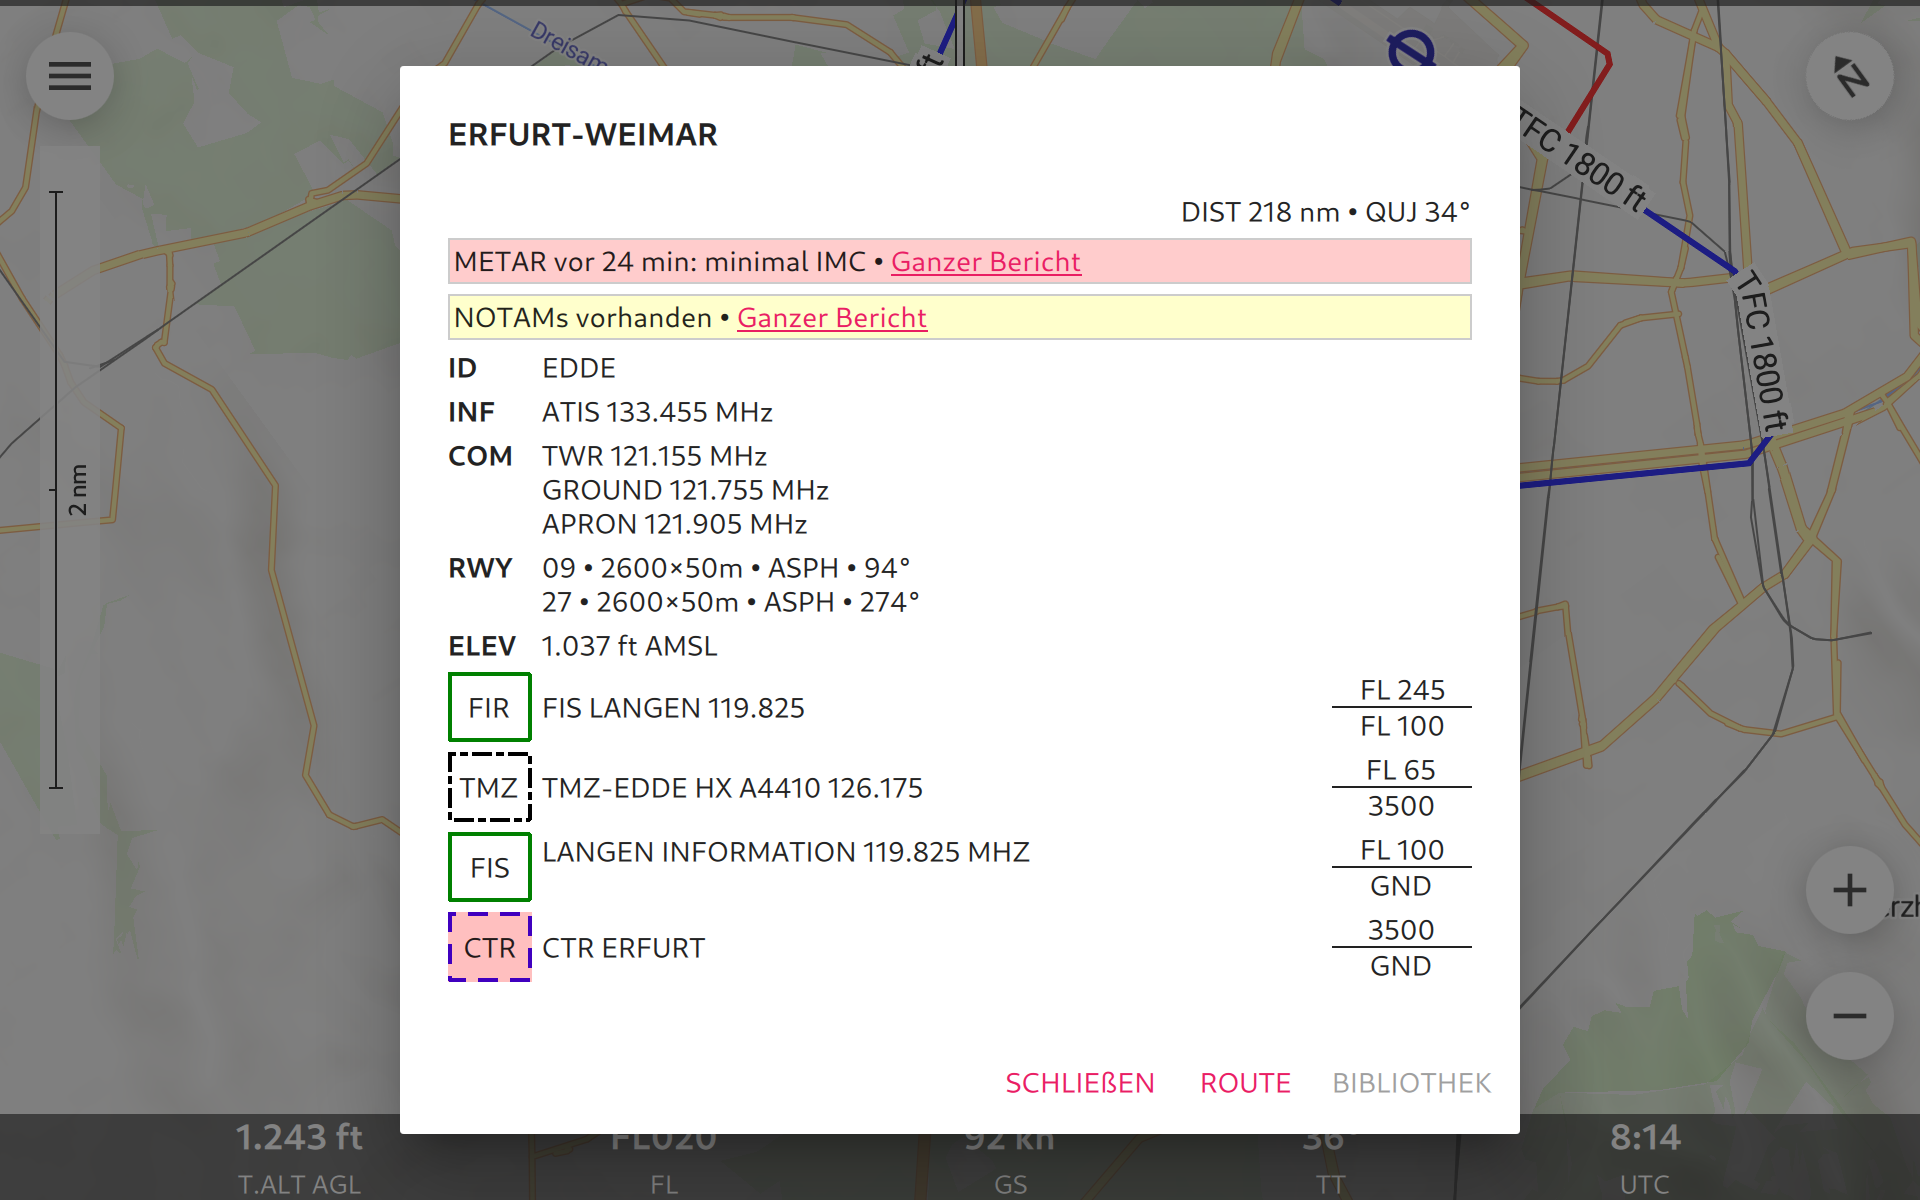 Dreisam
ft
TFC 1800 ft
TFC 1800 ft
2 nm
N
ERFURT-WEIMAR
DIST 218 nm • QUJ 34°
METAR vor 24 min: minimal IMC • Ganzer Bericht
NOTAMs vorhanden • Ganzer Bericht
ID EDDE
INF ATIS 133.455 MHz
COM TWR 121.155 MHz
GROUND 121.755 MHz
APRON 121.905 MHz
RWY 09 • 2600×50m • ASPH • 94°
27 • 2600×50m • ASPH • 274°
ELEV 1.037 ft AMSL
FIR FIS LANGEN 119.825 FL 245
FL 100
TMZ TMZ-EDDE HX A4410 126.175 FL 65
3500
FIS LANGEN INFORMATION 119.825 MHZ FL 100
GND
CTR CTR ERFURT 3500
GND
SCHLIEßEN ROUTE BIBLIOTHEK
1.243 ft FL020 92 kn 36° 8:14
T.ALT AGL FL GS TT UTC